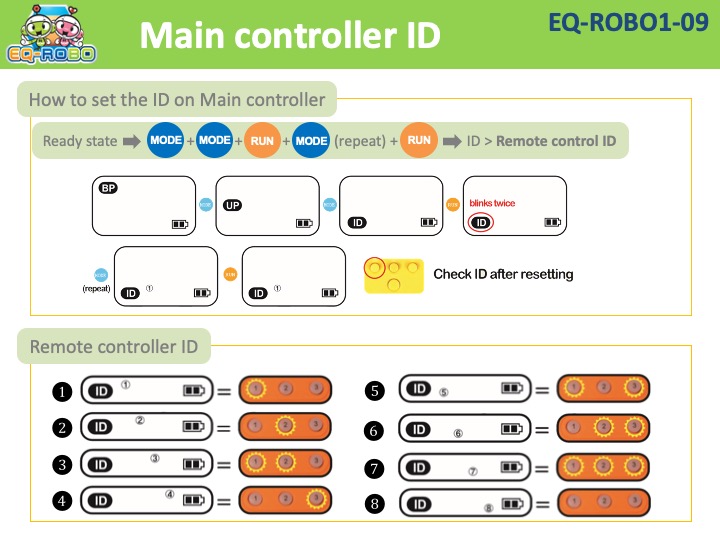 EQ-ROBO
Main controller ID
EQ-ROBO1-09
How to set the ID on Main controller
Ready state MODE + MODE + RUN + MODE (repeat) + RUN ID > Remote control ID
BP
MODE
UP
MODE
ID
MODE
blinks twice
ID
MODE
(repeat)
ID ①
RUN
ID ①
Check ID after resetting
Remote controller ID
❶ ID ① = 1 2 3
❷ ID ② = 1 2 3
❸ ID ③ = 1 2 3
❹ ID ④ = 1 2 3
❺ ID ⑤ = 1 2 3
❻ ID ⑥ = 1 2 3
❼ ID ⑦ = 1 2 3
❽ ID ⑧ = 1 2 3